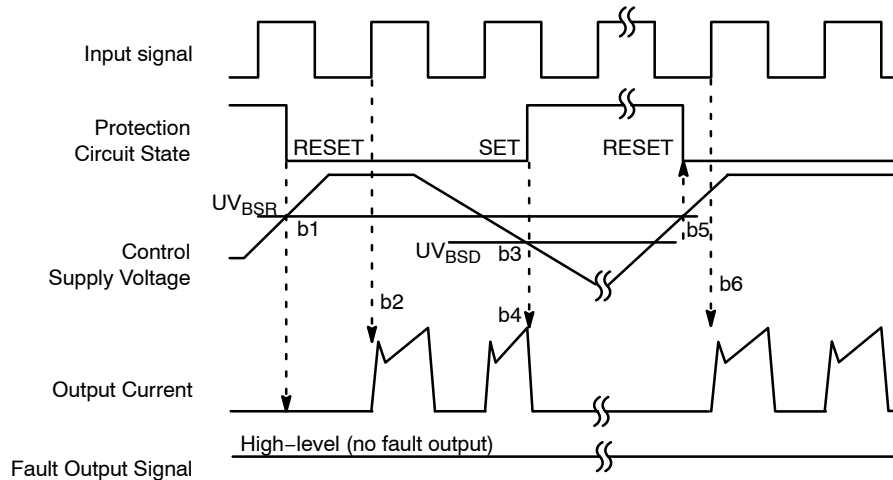 Input signal
Protection
Circuit State
RESET
SET
RESET
UVBSR
b1
UVBSD
b3
b5
Control
Supply Voltage
b2
b4
b6
Output Current
High−level (no fault output)
Fault Output Signal